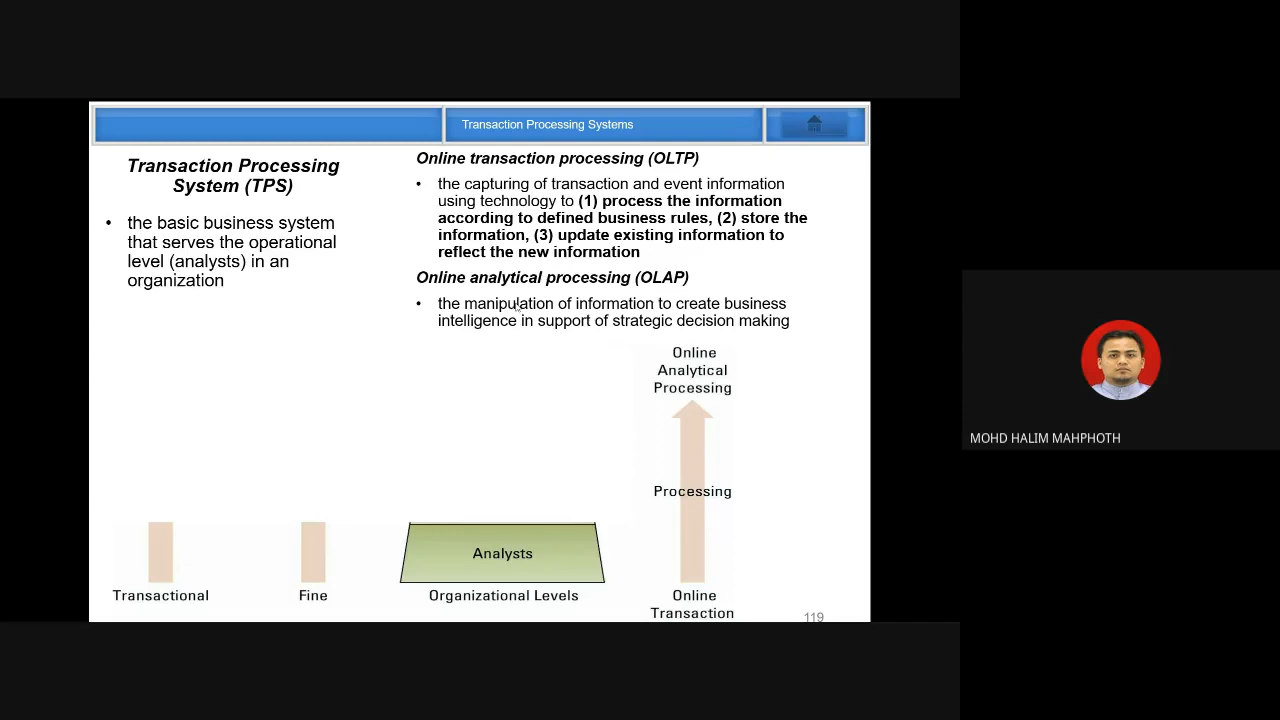 Transaction Processing Systems
Transaction Processing
System (TPS)
• the basic business system
that serves the operational
level (analysts) in an
organization
Online transaction processing (OLTP)
• the capturing of transaction and event information
using technology to (1) process the information
according to defined business rules, (2) store the
information, (3) update existing information to
reflect the new information
Online analytical processing (OLAP)
• the manipulation of information to create business
intelligence in support of strategic decision making
Online
Analytical
Processing
Processing
Analysts
Transactional
Fine
Organizational Levels
Online
Transaction
119
MOHD HALIM MAHPHOTH